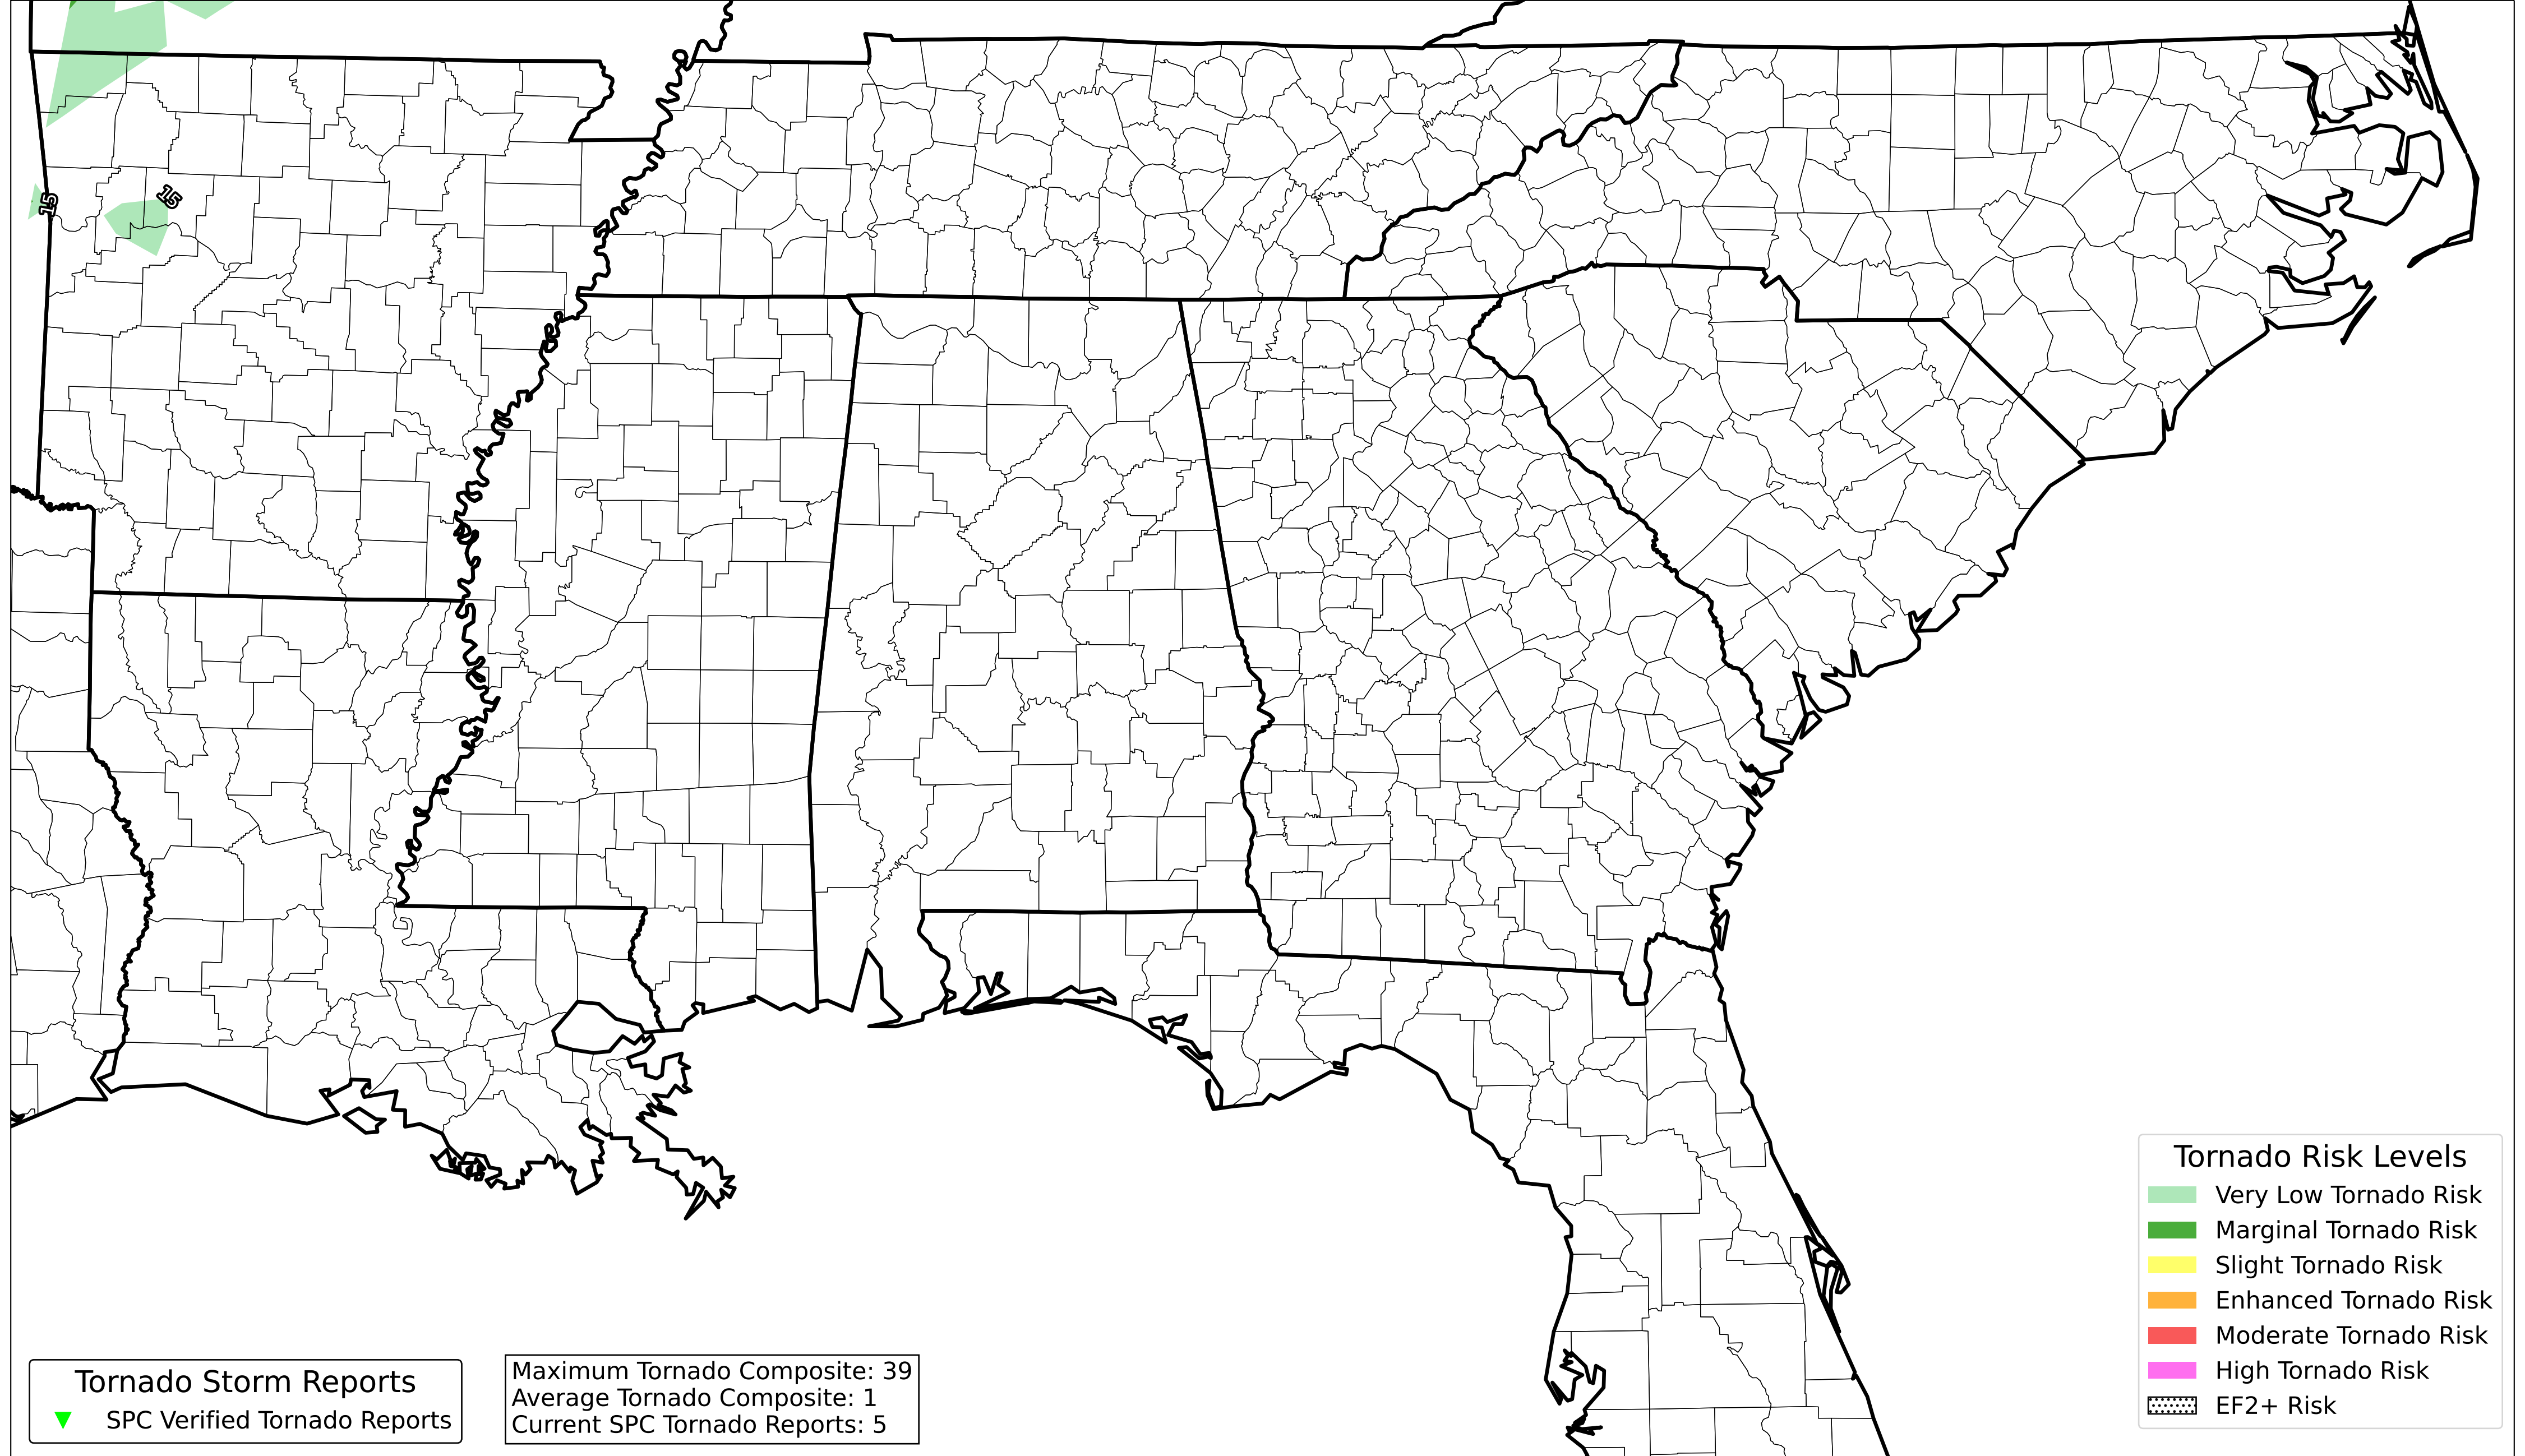 15
15
Tornado Risk Levels
Very Low Tornado Risk
Marginal Tornado Risk
Slight Tornado Risk
Enhanced Tornado Risk
Moderate Tornado Risk
High Tornado Risk
EF2+ Risk
Tornado Storm Reports
SPC Verified Tornado Reports
Maximum Tornado Composite: 39
Average Tornado Composite: 1
Current SPC Tornado Reports: 5